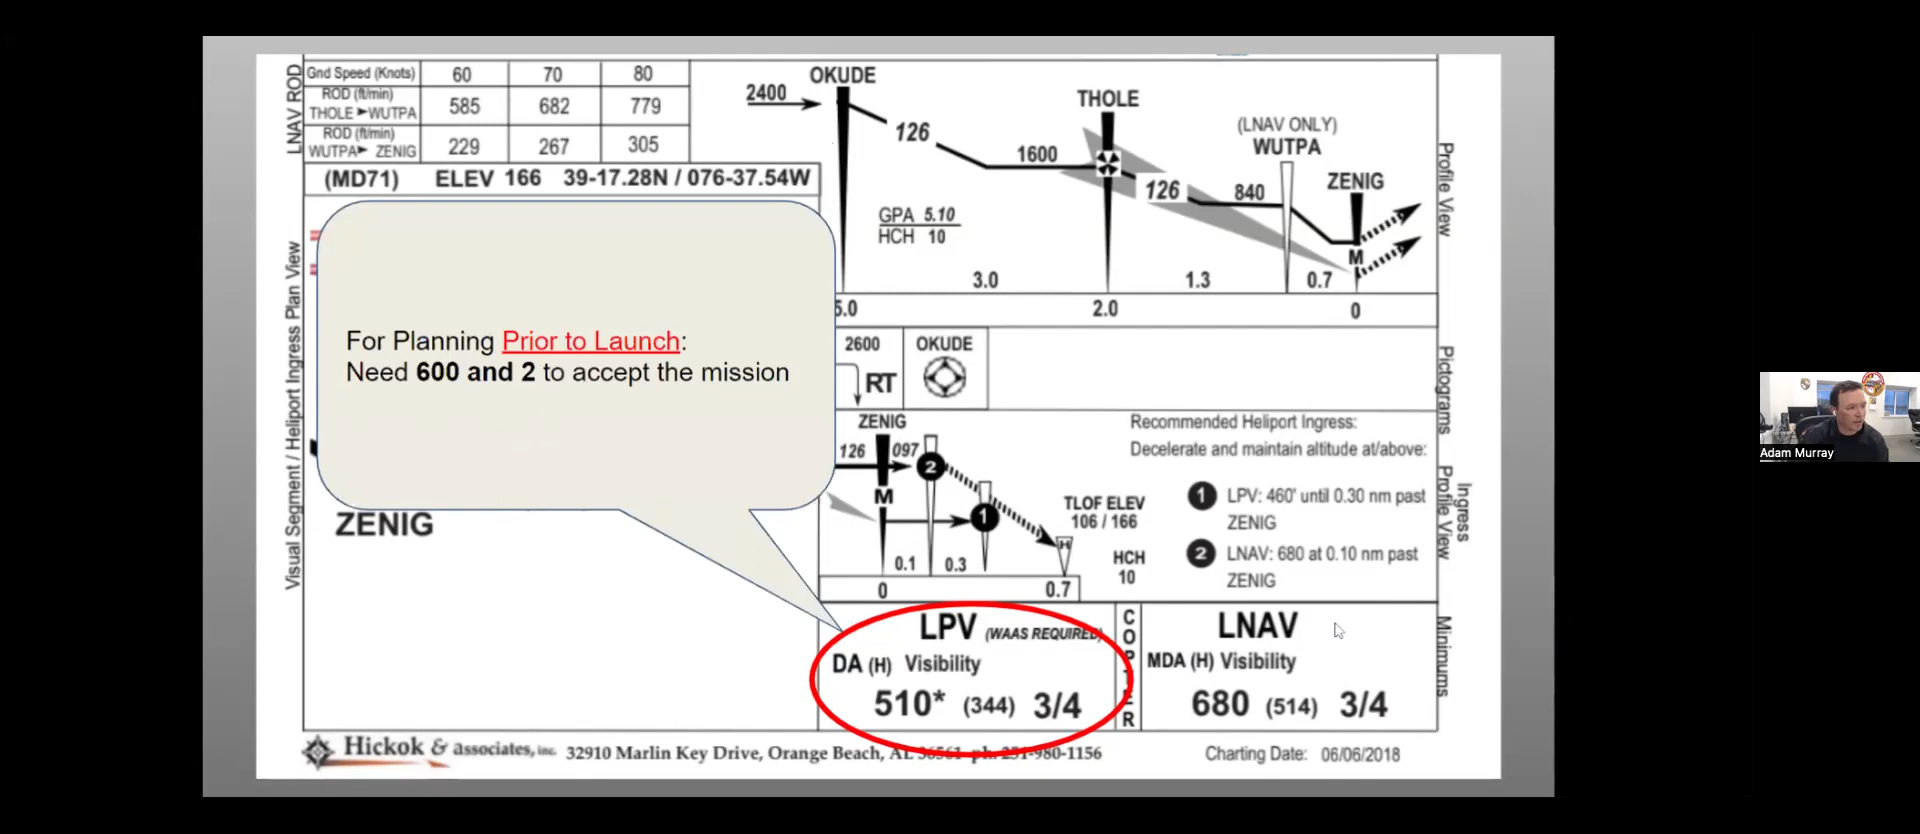 LNAV ROD
Gnd Speed (Knots) 60 70 80
ROD (ft/min)
THOLE WUTPA 585 682 779
ROD (ft/min)
WUTPA ZENIG 229 267 305
(MD71) ELEV 166 39-17.28N / 076-37.54W
OKUDE
2400
126
1600
THOLE
126
840
(LNAV ONLY)
WUTPA
ZENIG
M
GPA 5.10
HCH 10
3.0 1.3 0.7
5.0 2.0 0
Profile View
Visual Segment / Heliport Ingress Plan View
For Planning Prior to Launch:
Need 600 and 2 to accept the mission
ZENIG
2600
RT
OKUDE
Pictograms
ZENIG
126 097
M
2
1
H
0.1 0.3
0 0.7
TLOF ELEV
106 / 166
HCH
10
Recommended Heliport Ingress:
Decelerate and maintain altitude at/above:
1 LPV: 460' until 0.30 nm past
ZENIG
2 LNAV: 680 at 0.10 nm past
ZENIG
Ingress
Profile View
LPV (WAAS REQUIRED)
DA (H) Visibility
510* (344) 3/4
COPTER
LNAV
MDA (H) Visibility
680 (514) 3/4
Minimums
Hickok & associates, inc. 32910 Marlin Key Drive, Orange Beach, AL 36561 ph. 251-980-1156
Charting Date: 06/06/2018
Adam Murray